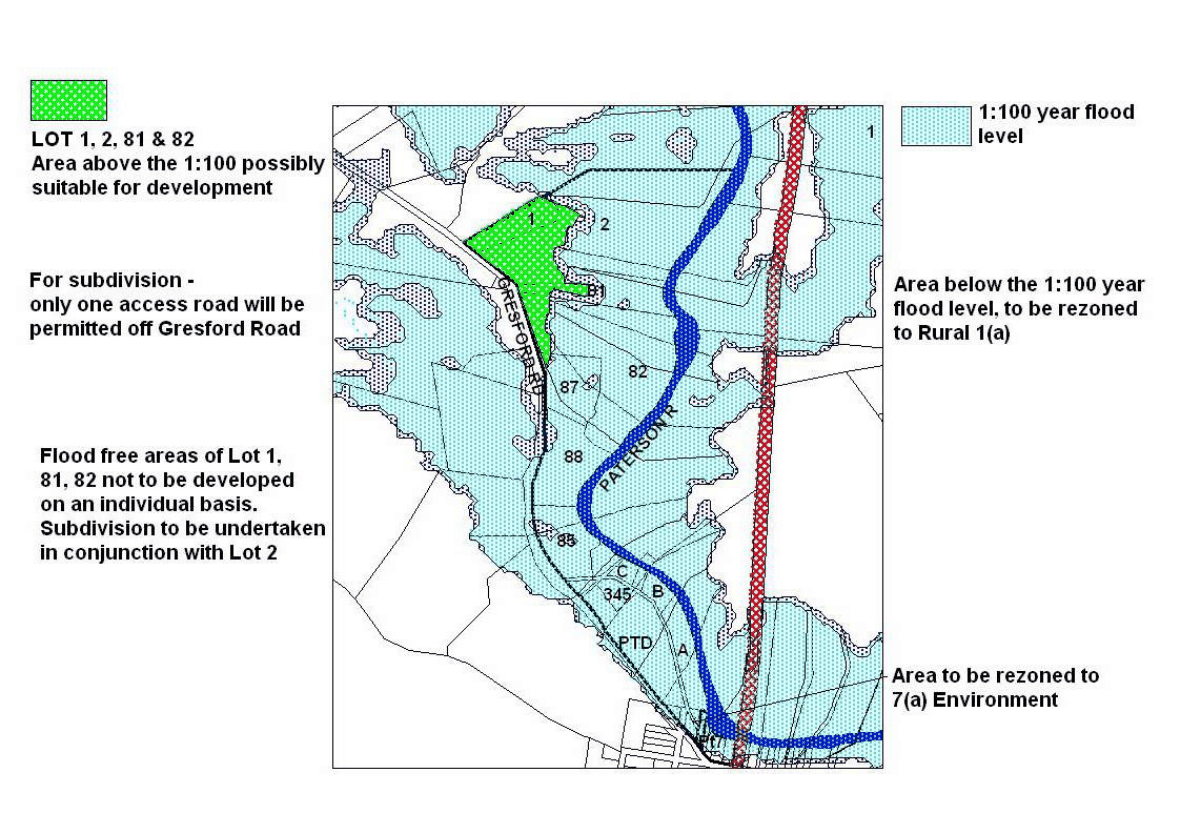 LOT 1, 2, 81 & 82
Area above the 1:100 possibly
suitable for development
For subdivision -
only one access road will be
permitted off Gresford Road
Flood free areas of Lot 1,
81, 82 not to be developed
on an individual basis.
Subdivision to be undertaken
in conjunction with Lot 2
1
1
2
81
GRESFORD RD
82
87
PATERSON R
88
85
C
345
B
PTD
A
Pt
1:100 year flood
level
Area below the 1:100 year
flood level, to be rezoned
to Rural 1(a)
Area to be rezoned to
7(a) Environment